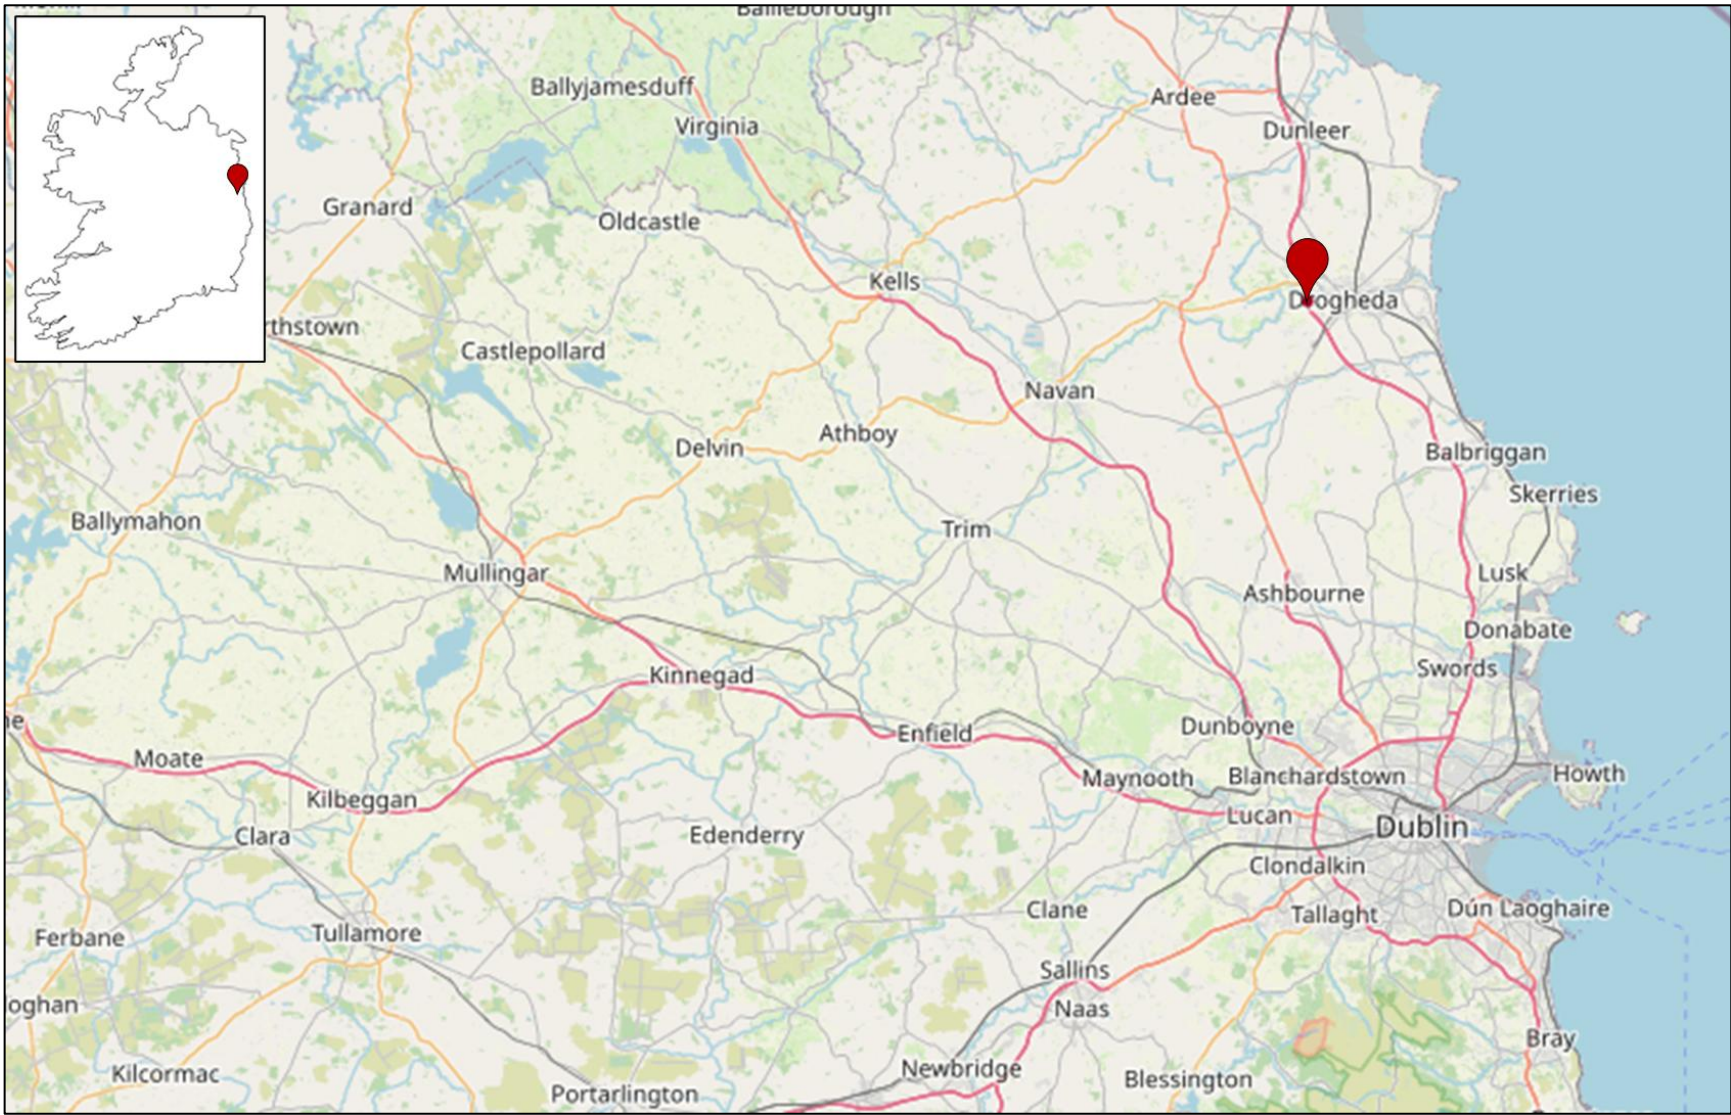 Bailieborough
Ballyjamesduff
Ardee
Virginia
Dunleer
Granard
Oldcastle
Kells
Drogheda
rthstown
Castlepollard
Navan
Athboy
Delvin
Balbriggan
Skerries
Ballymahon
Trim
Mullingar
Lusk
Ashbourne
Donabate
Swords
Kinnegad
ne
Dunboyne
Enfield
Moate
Maynooth
Blanchardstown
Howth
Kilbeggan
Lucan
Dublin
Clara
Edenderry
Clondalkin
Clane
Tallaght
Dún Laoghaire
Ferbane
Tullamore
Sallins
oghan
Naas
Bray
Kilcormac
Newbridge
Blessington
Portarlington